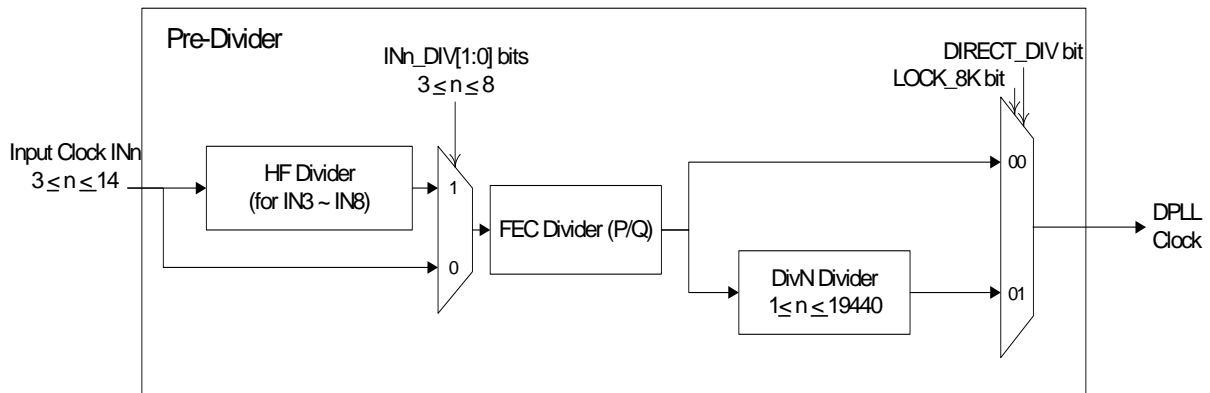 Pre-Divider
INn_DIV[1:0] bits
3 ≤ n ≤ 8
DIRECT_DIV bit
LOCK_8K bit
Input Clock INn
3 ≤ n ≤ 14
HF Divider
(for IN3 ~ IN8)
1
0
FEC Divider (P/Q)
00
DivN Divider
1 ≤ n ≤ 19440
01
DPLL
Clock